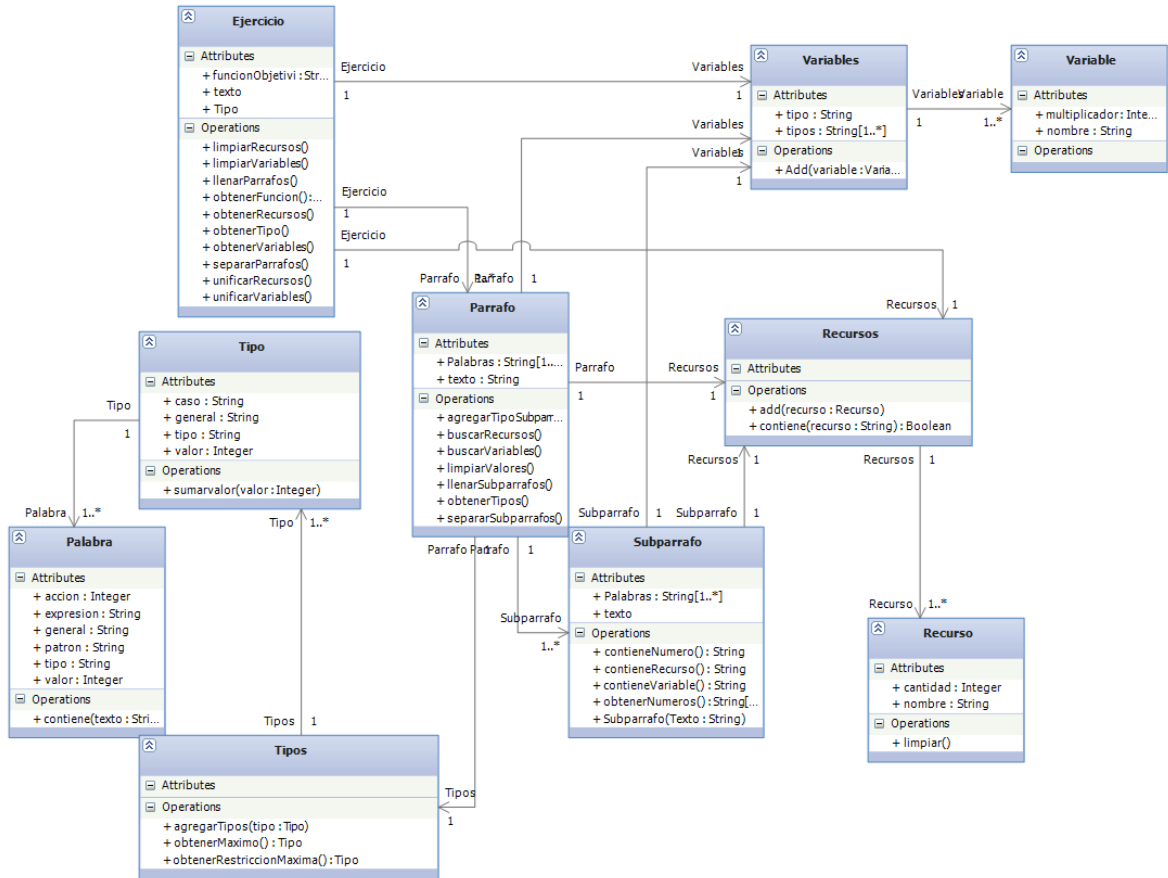 Ejercicio
Attributes
+ funcionObjetivi : Str...
+ texto
+ Tipo
Operations
+ limpiarRecursos()
+ limpiarVariables()
+ llenarParrafos()
+ obtenerFuncion():...
+ obtenerRecursos()
+ obtenerTipo()
+ obtenerVariables()
+ separarParrafos()
+ unificarRecursos()
+ unificarVariables()
Ejercicio
1
Variables
1
Variables
Attributes
+ tipo : String
+ tipos : String[1..*]
Operations
+ Add(variable :Varia...
Variables
1
Variable
1..*
Variable
Attributes
+ multiplicador: Inte...
+ nombre : String
Operations
Variables
1
Variables
1
Ejercicio
1
Ejercicio
1
Parrafo
1..*
Parrafo
1
Recursos
1
Parrafo
Attributes
+ Palabras : String[1..*...
+ texto : String
Operations
+ agregarTipoSubparr...
+ buscarRecursos()
+ buscarVariables()
+ limpiarValores()
+ llenarSubparrafos()
+ obtenerTipos()
+ separarSubparrafos()
Parrafo
1
Recursos
1
Recursos
Attributes
Operations
+ add(recurso : Recurso)
+ contiene(recurso : String) : Boolean
Recursos
1
Recursos
1
Tipo
Attributes
+ caso : String
+ general : String
+ tipo : String
+ valor : Integer
Operations
+ sumarvalor(valor :Integer)
Tipo
1
Palabra
1..*
Tipo
1..*
Palabra
Attributes
+ accion : Integer
+ expresion : String
+ general : String
+ patron : String
+ tipo : String
+ valor : Integer
Operations
+ contiene(texto : Stri...
Subparrafo
1
Subparrafo
1
Parrafo
1
Parrafo
1
Subparrafo
1..*
Subparrafo
Attributes
+ Palabras : String[1..*]
+ texto
Operations
+ contieneNumero() : String
+ contieneRecurso() : String
+ contieneVariable() : String
+ obtenerNumeros() : String[...
+ Subparrafo(Texto : String)
Recurso
1..*
Recurso
Attributes
+ cantidad : Integer
+ nombre : String
Operations
+ limpiar()
Tipos
1
Tipos
1
Tipos
Attributes
Operations
+ agregarTipos(tipo :Tipo)
+ obtenerMaximo() : Tipo
+ obtenerRestriccionMaxima() : Tipo